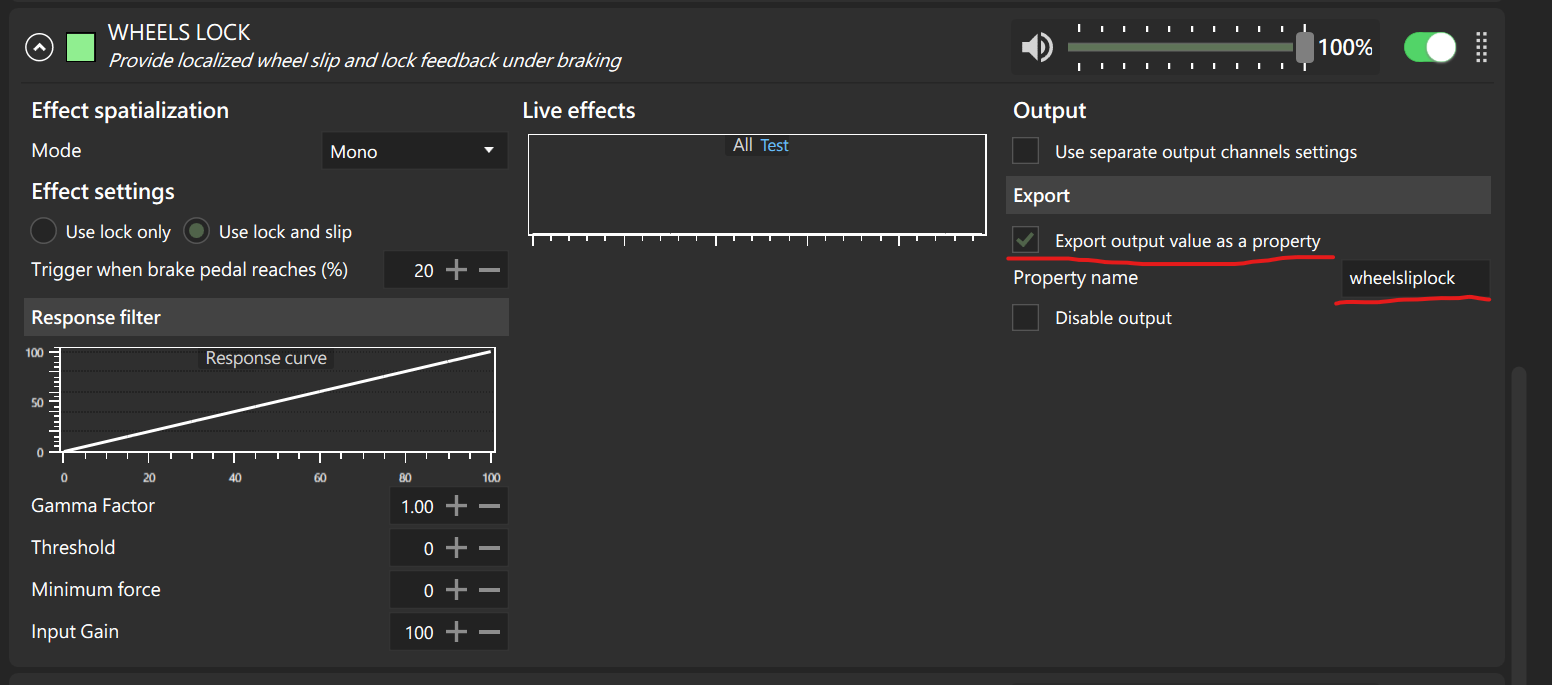 WHEELS LOCK
Provide localized wheel slip and lock feedback under braking
100%
Effect spatialization
Mode
Mono
Effect settings
Use lock only
Use lock and slip
Trigger when brake pedal reaches (%)
20
Response filter
Response curve
100
50
0
0 20 40 60 80 100
Gamma Factor
1.00
Threshold
0
Minimum force
0
Input Gain
100
Live effects
All Test
Output
Use separate output channels settings
Export
Export output value as a property
Property name
wheelsliplock
Disable output